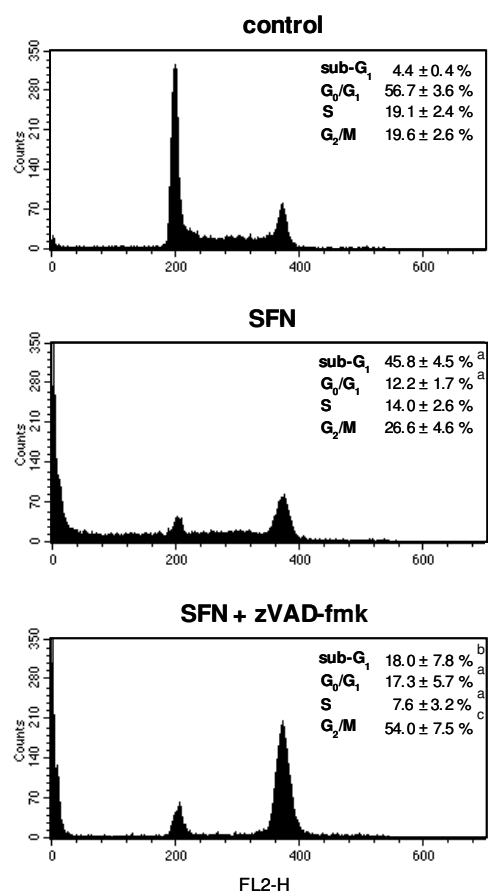 control
350
280
210
140
70
0
Counts
sub-G1 4.4 ± 0.4 %
G0/G1 56.7 ± 3.6 %
S 19.1 ± 2.4 %
G2/M 19.6 ± 2.6 %
0 200 400 600
SFN
350
280
210
140
70
0
Counts
sub-G1 45.8 ± 4.5 % a
G0/G1 12.2 ± 1.7 % a
S 14.0 ± 2.6 %
G2/M 26.6 ± 4.6 %
0 200 400 600
SFN + zVAD-fmk
350
280
210
140
70
0
Counts
sub-G1 18.0 ± 7.8 % b
G0/G1 17.3 ± 5.7 % a
S 7.6 ± 3.2 % a
G2/M 54.0 ± 7.5 % c
0 200 400 600
FL2-H